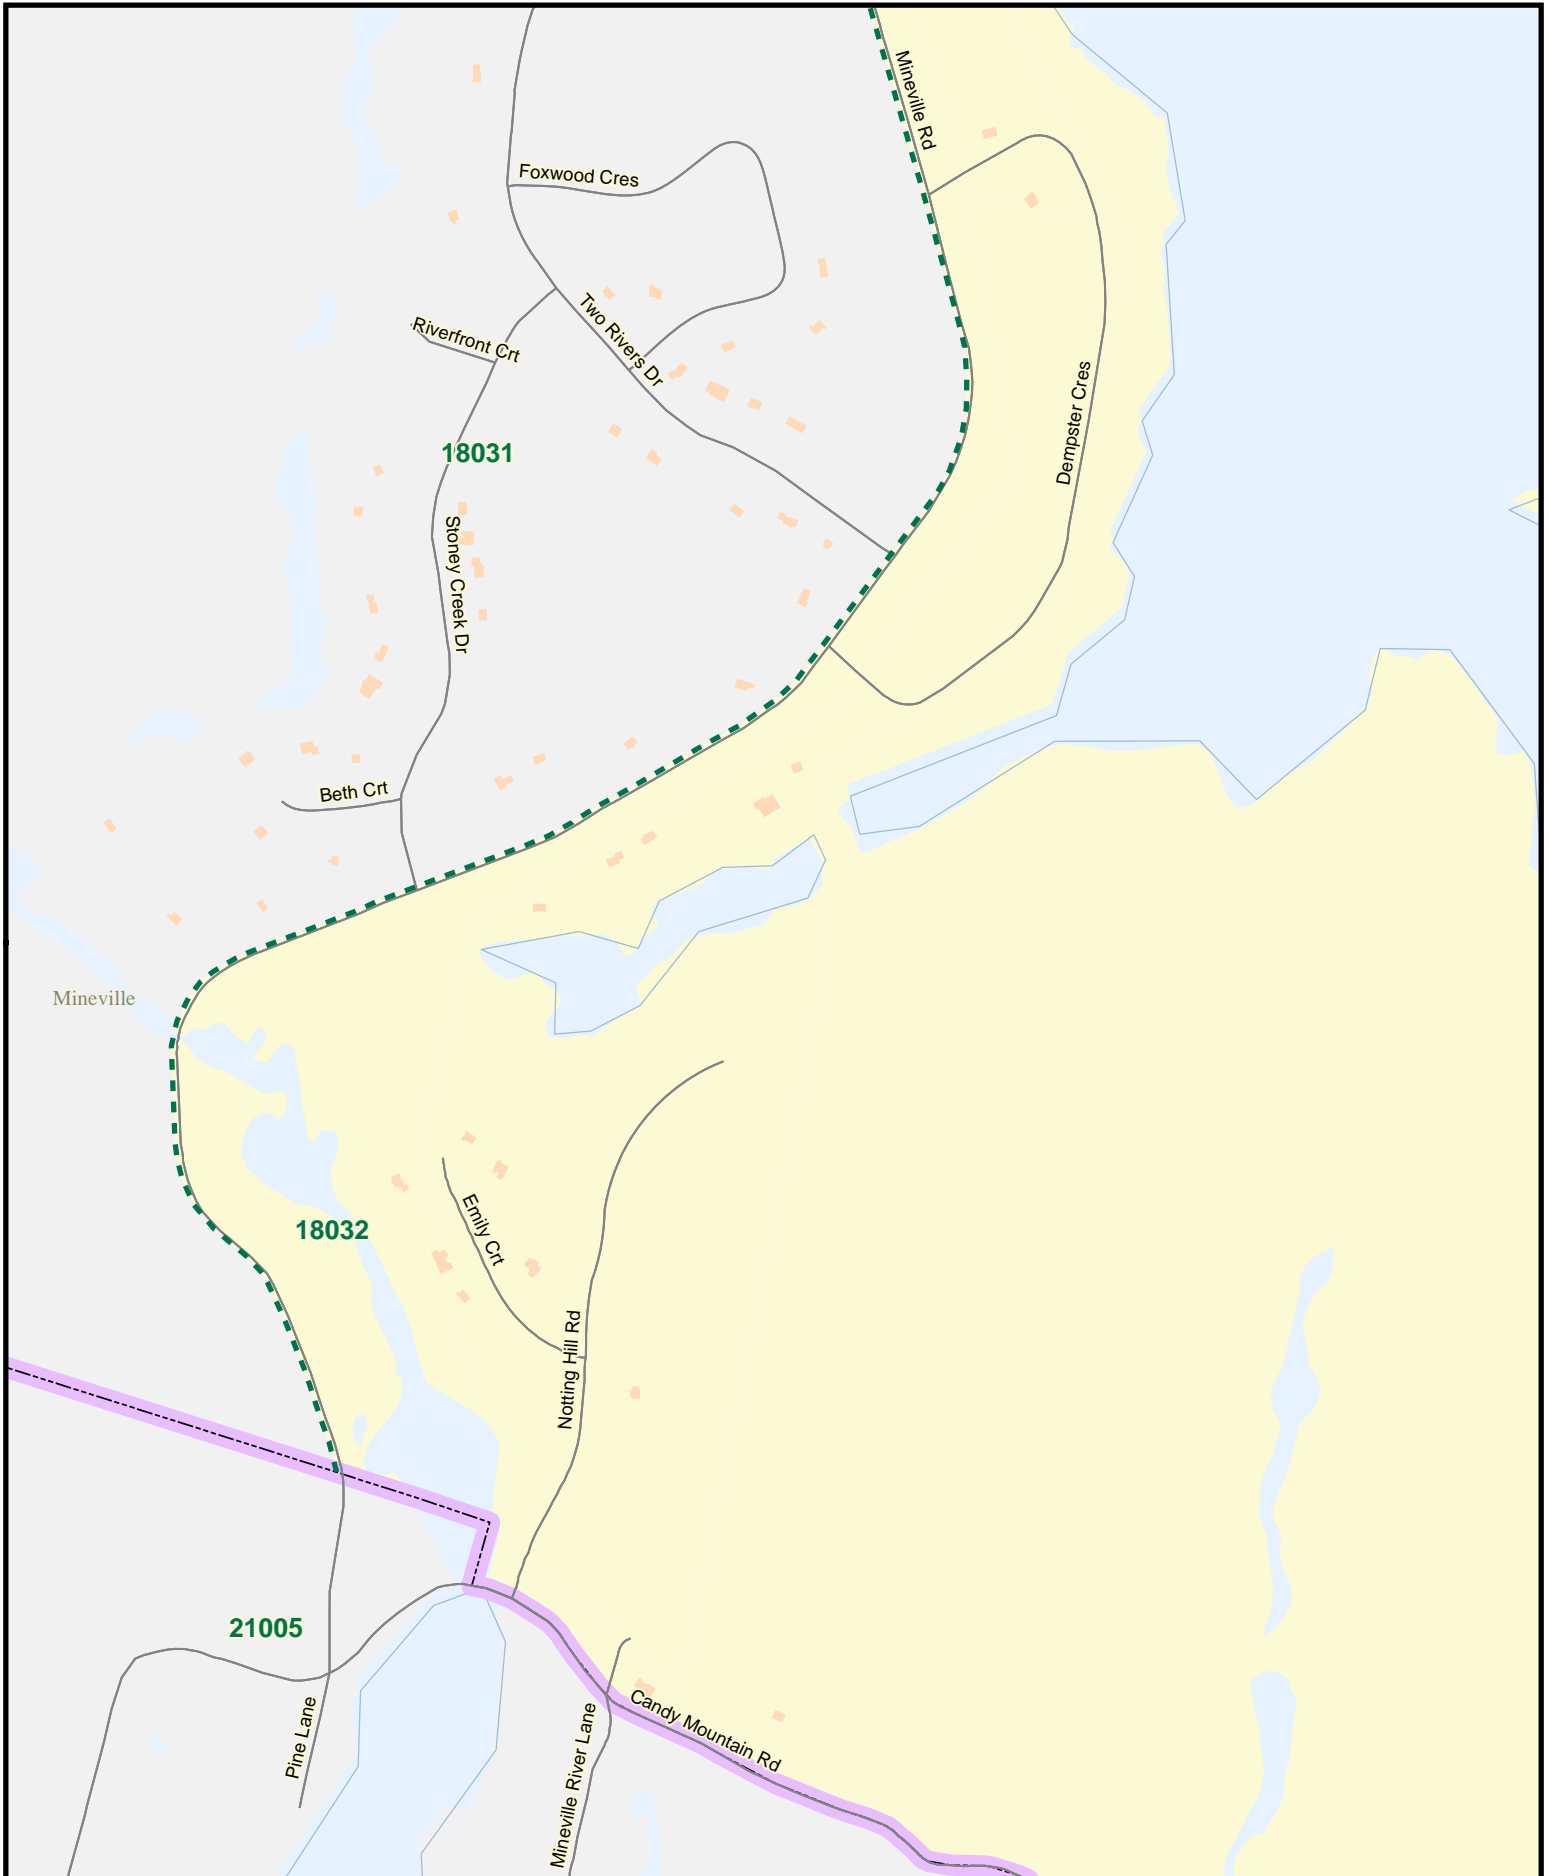 Mineville Rd
Foxwood Cres
Two Rivers Dr
Riverfront Crt
Dempster Cres
18031
Stoney Creek Dr
Beth Crt
Mineville
Emily Crt
18032
Notting Hill Rd
21005
Pine Lane
Candy Mountain Rd
Mineville River Lane